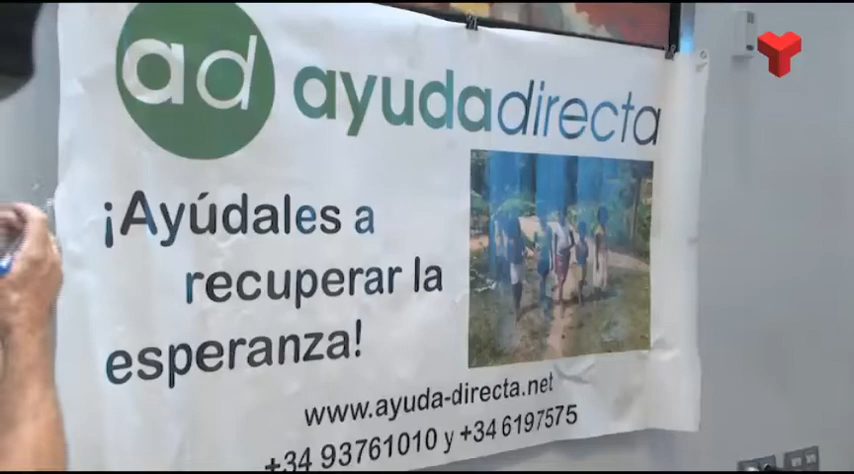 ad ayudadirecta
¡Ayúdales a
recuperar la
esperanza!
www.ayuda-directa.net
+34 93761010 y +34 6197575